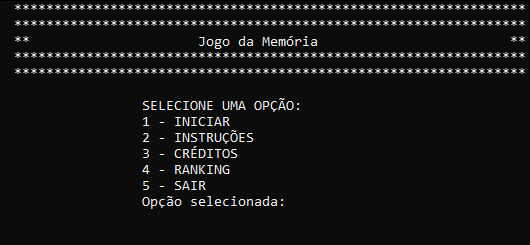 ****************************************************************
****************************************************************
** Jogo da Memória **
****************************************************************
****************************************************************
SELECIONE UMA OPÇÃO:
1 - INICIAR
2 - INSTRUÇÕES
3 - CRÉDITOS
4 - RANKING
5 - SAIR
Opção selecionada: